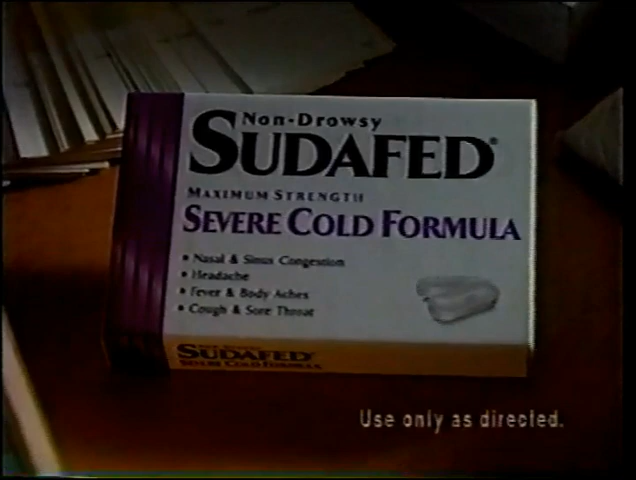 Non-Drowsy
SUDAFED®
MAXIMUM STRENGTH
SEVERE COLD FORMULA
• Nasal & Sinus Congestion
• Headache
• Fever & Body Aches
• Cough & Sore Throat
SUDAFED
SEVERE COLD FORMULA
Use only as directed.